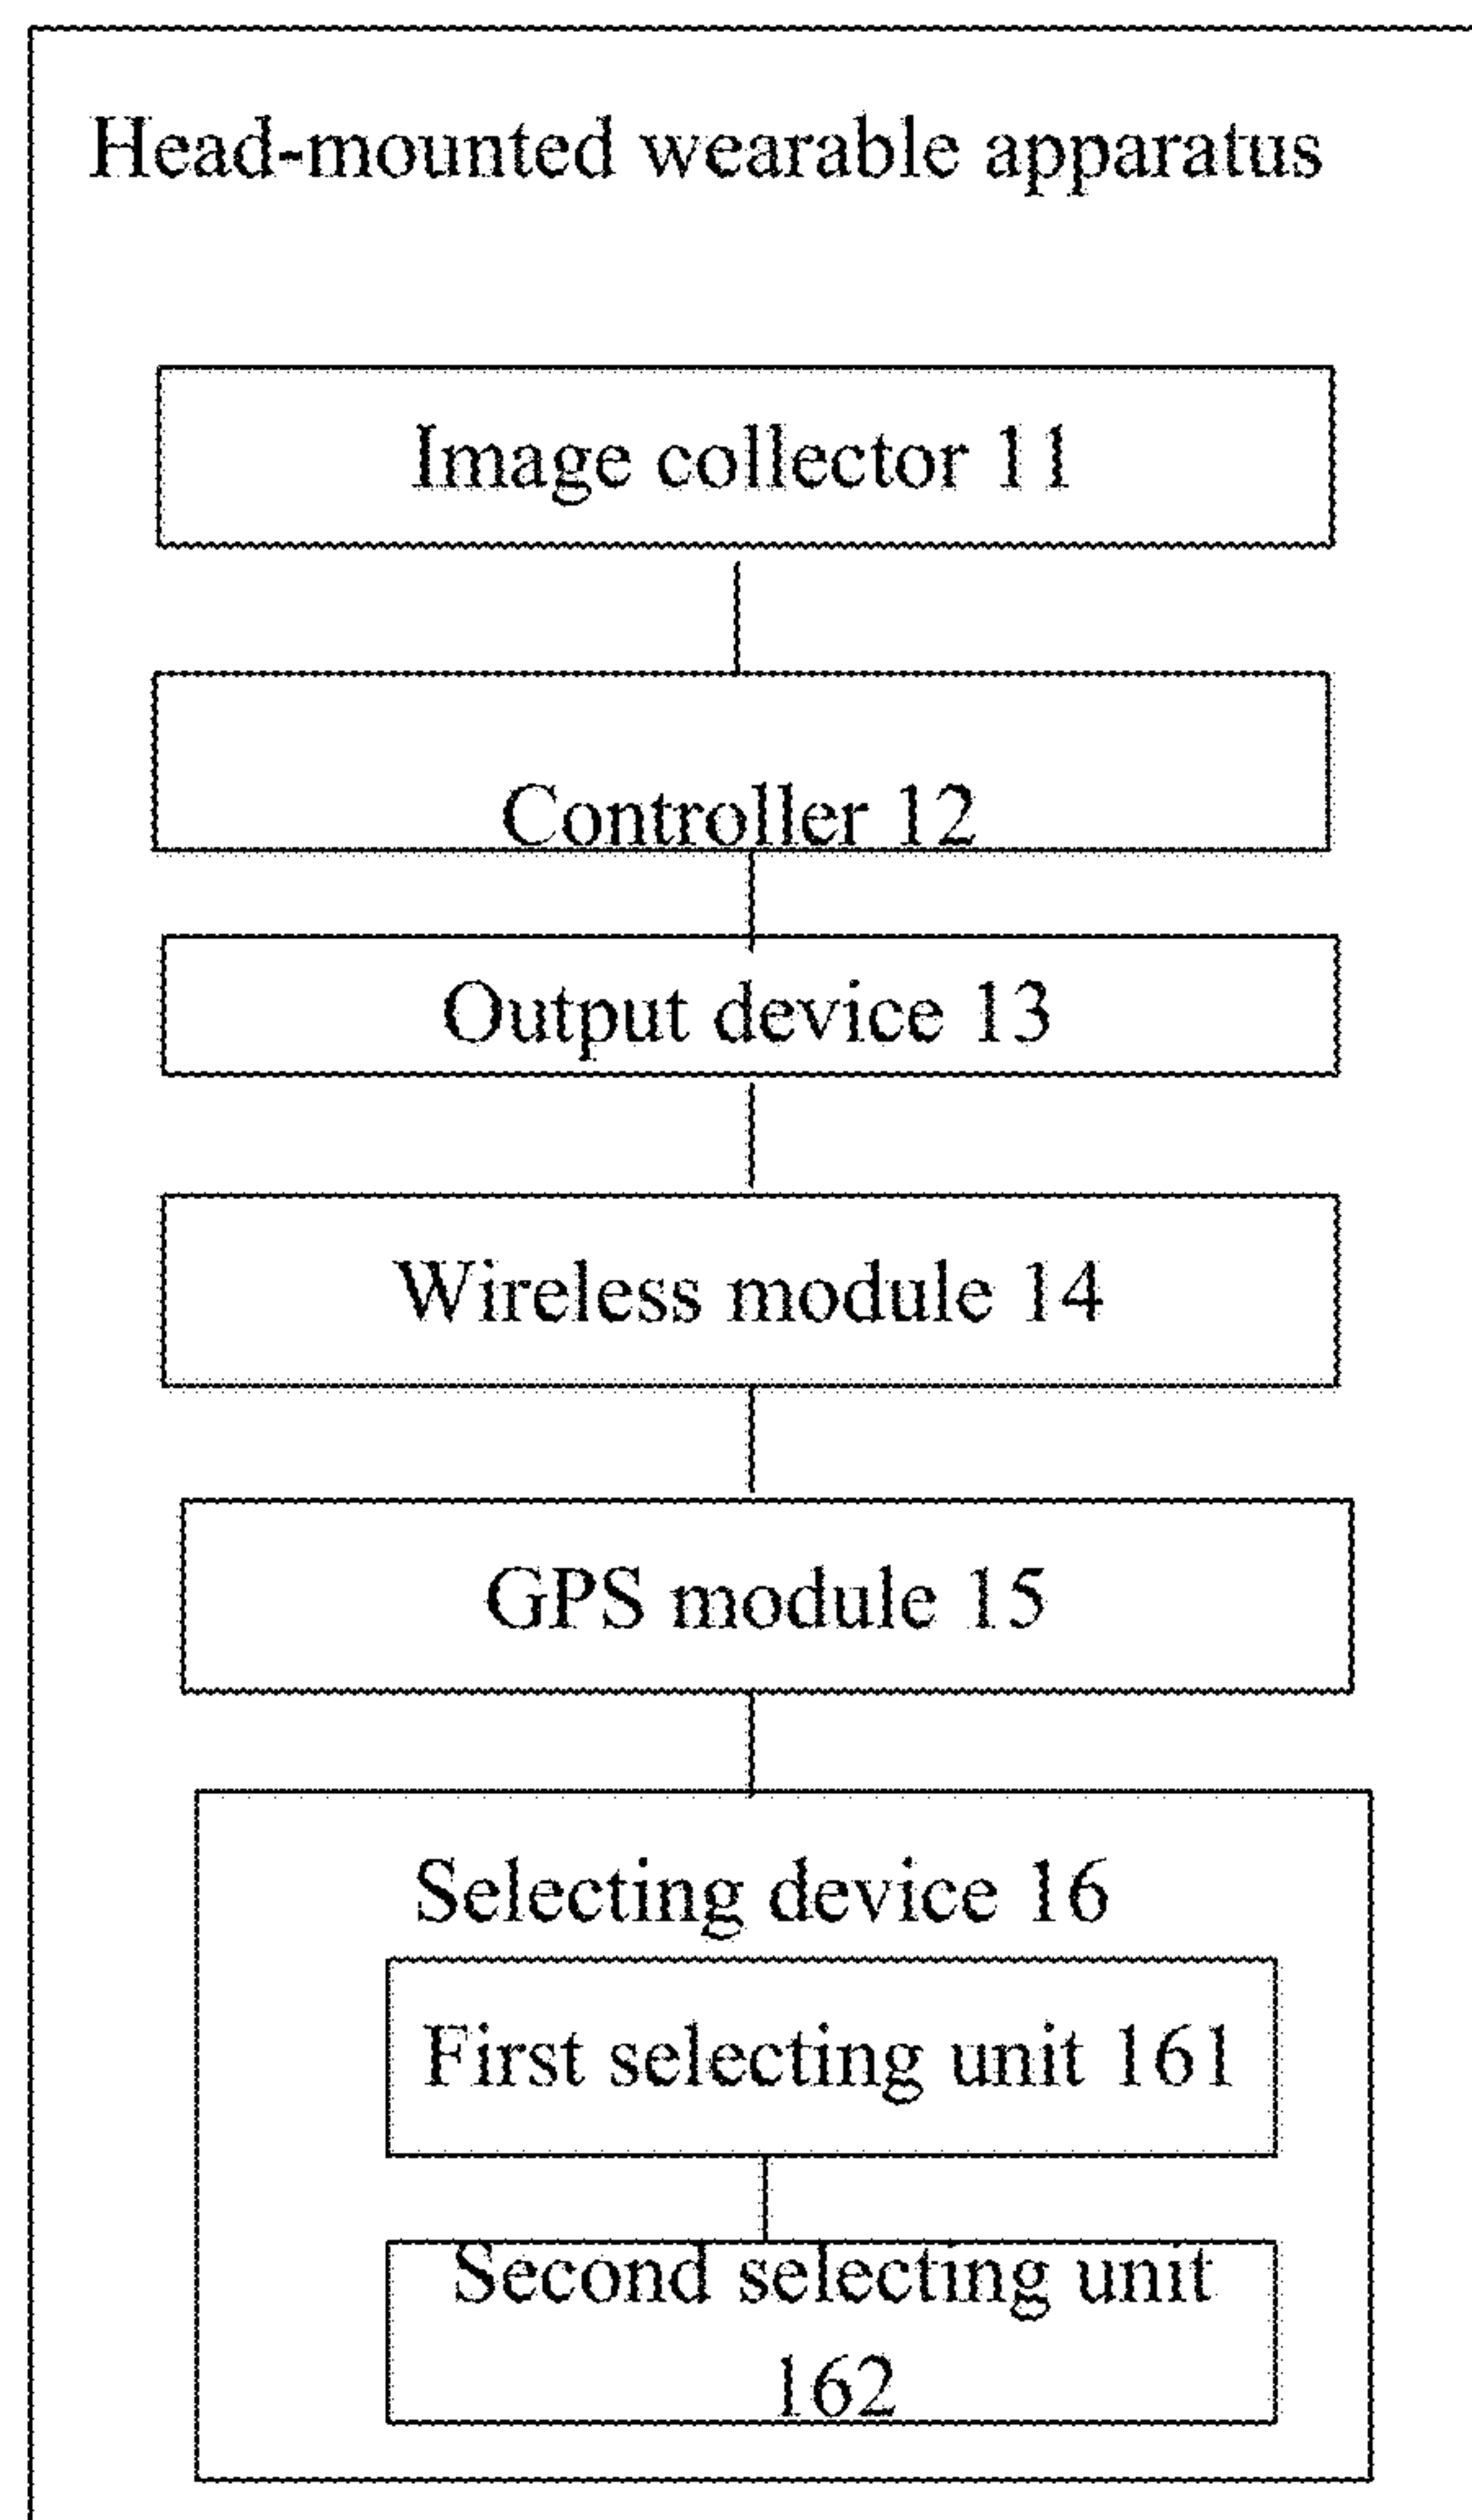 Head-mounted wearable apparatus
Image collector 11
Controller 12
Output device 13
Wireless module 14
GPS module 15
Selecting device 16
First selecting unit 161
Second selecting unit
162